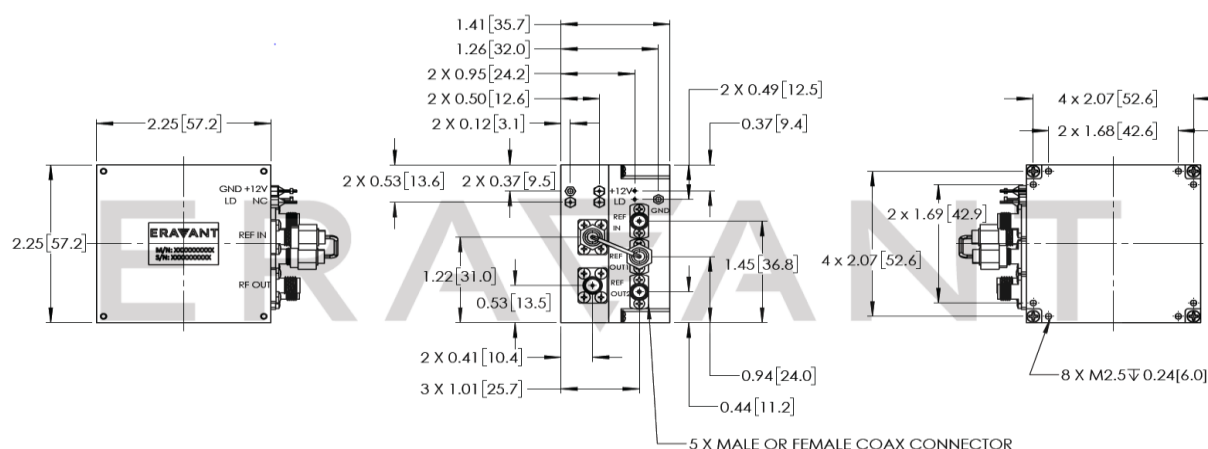 1.41[35.7]
1.26[32.0]
2 X 0.95[24.2]
2 X 0.50[12.6]
2 X 0.12[3.1]
2 X 0.49[12.5]
0.37[9.4]
4 x 2.07[52.6]
2 x 1.68[42.6]
2.25[57.2]
2 X 0.53[13.6]
2 X 0.37[9.5]
GND +12V
LD NC
REF IN
RF OUT
ERAVANT
M/N: XXXXXXXXXX
S/N: XXXXXXXXXX
2.25[57.2]
+12V
LD
GND
REF
IN
REF
OUT1
REF
OUT2
1.22[31.0]
0.53[13.5]
1.45[36.8]
2 X 0.41[10.4]
3 X 1.01[25.7]
0.94[24.0]
0.44[11.2]
5 X MALE OR FEMALE COAX CONNECTOR
2 x 1.69[42.9]
4 x 2.07[52.6]
8 X M2.5↧0.24[6.0]
ERAVANT